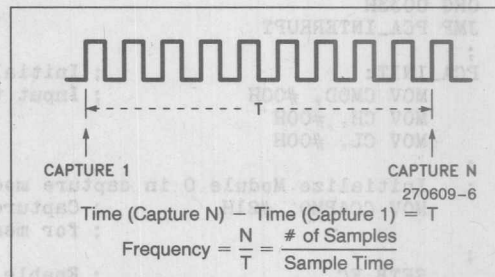 T
CAPTURE 1 CAPTURE N
270609-6
Time (Capture N) − Time (Capture 1) = T
Frequency = N/T = # of Samples / Sample Time